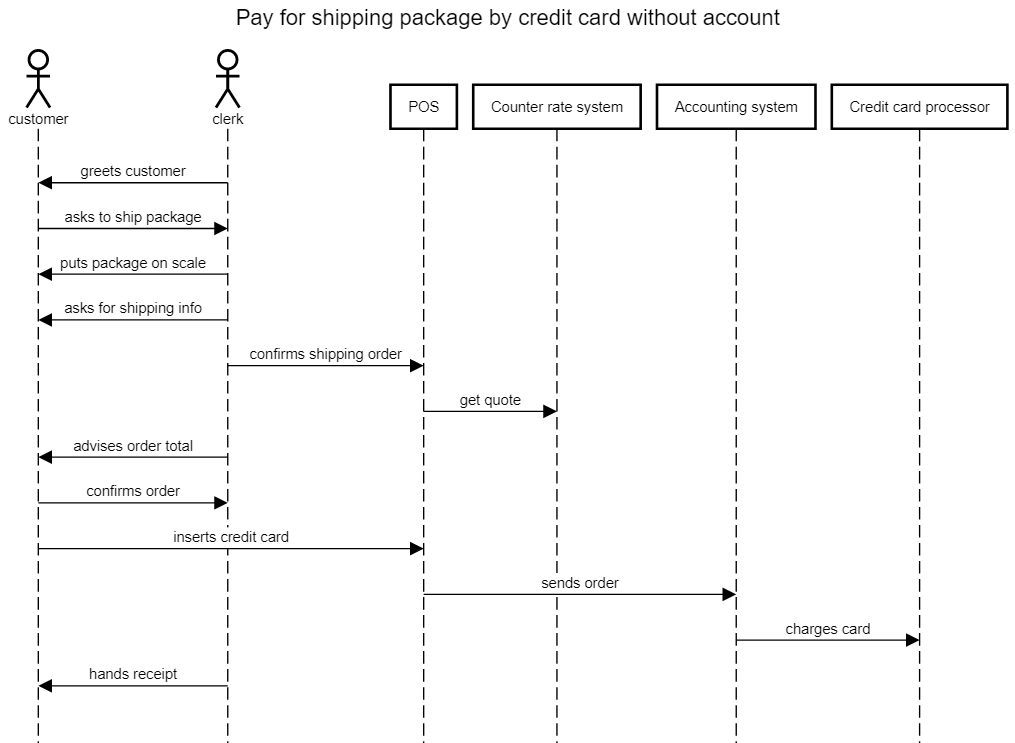 Pay for shipping package by credit card without account
customer
clerk
POS
Counter rate system
Accounting system
Credit card processor
greets customer
asks to ship package
puts package on scale
asks for shipping info
confirms shipping order
get quote
advises order total
confirms order
inserts credit card
sends order
charges card
hands receipt